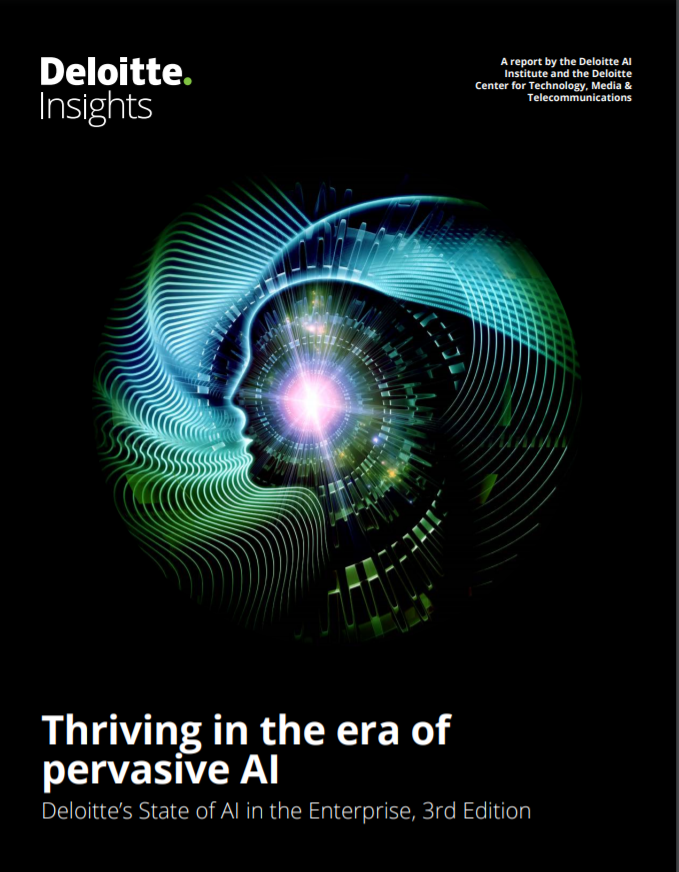 Deloitte.
Insights
A report by the Deloitte AI
Institute and the Deloitte
Center for Technology, Media &
Telecommunications
Thriving in the era of
pervasive AI
Deloitte’s State of AI in the Enterprise, 3rd Edition